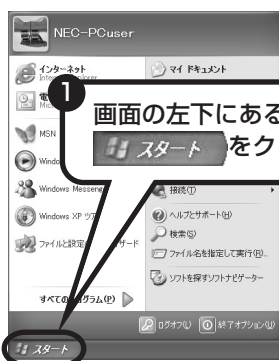 NEC-PCuser
インターネット
Internet Explorer
マイ ドキュメント
1
画面の左下にある
スタート をク
MSN
Windows Messenger
Windows XP ツア
ファイルと設定の
ザード
接続(T)
ヘルプとサポート(H)
検索(S)
ファイル名を指定して実行(R)...
ソフトを探すソフトナビゲーター
すべての
グラム(P)
ログオフ(L)
終了オプション(U)
スタート